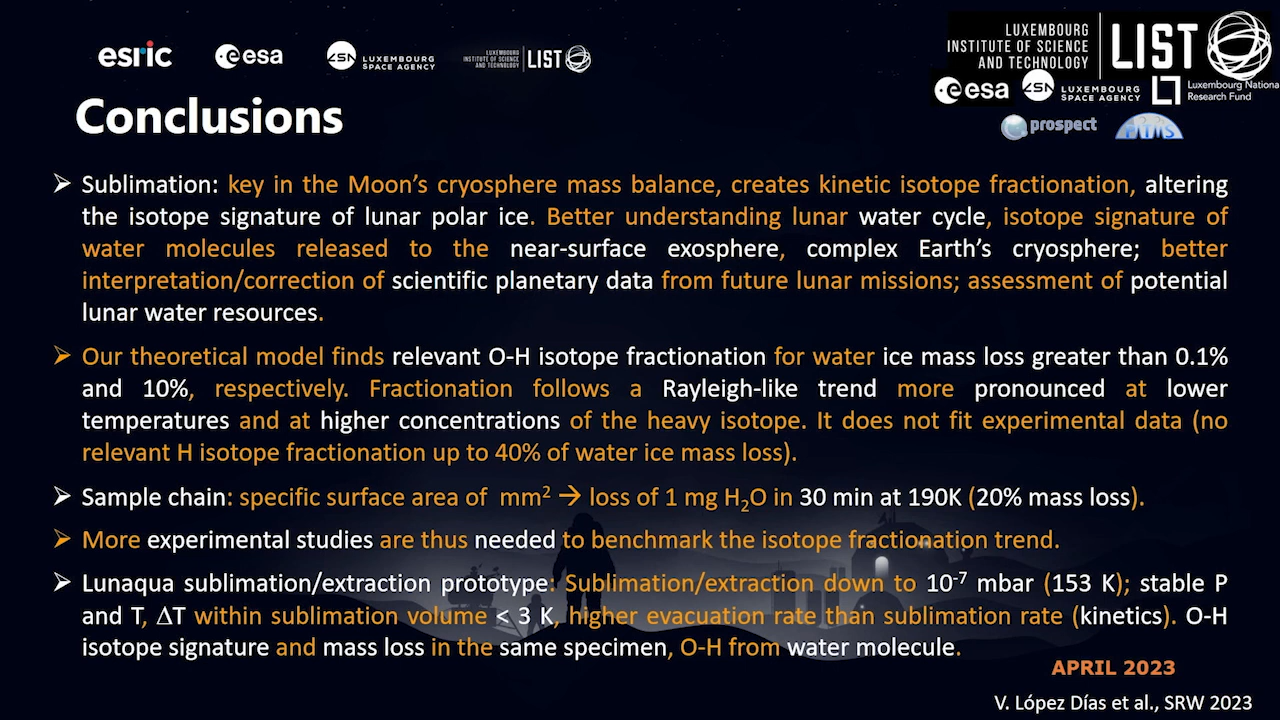 esric
esa
LSA LUXEMBOURG
SPACE AGENCY
LUXEMBOURG
INSTITUTE OF SCIENCE
AND TECHNOLOGY
LIST
LUXEMBOURG
INSTITUTE OF SCIENCE
AND TECHNOLOGY
LIST
esa
LSA LUXEMBOURG
SPACE AGENCY
Luxembourg National
Research Fund
prospect
Conclusions
➢ Sublimation: key in the Moon's cryosphere mass balance, creates kinetic isotope fractionation, altering
the isotope signature of lunar polar ice. Better understanding lunar water cycle, isotope signature of
water molecules released to the near-surface exosphere, complex Earth's cryosphere; better
interpretation/correction of scientific planetary data from future lunar missions; assessment of potential
lunar water resources.
➢ Our theoretical model finds relevant O-H isotope fractionation for water ice mass loss greater than 0.1%
and 10%, respectively. Fractionation follows a Rayleigh-like trend more pronounced at lower
temperatures and at higher concentrations of the heavy isotope. It does not fit experimental data (no
relevant H isotope fractionation up to 40% of water ice mass loss).
➢ Sample chain: specific surface area of mm² → loss of 1 mg H₂O in 30 min at 190K (20% mass loss).
➢ More experimental studies are thus needed to benchmark the isotope fractionation trend.
➢ Lunaqua sublimation/extraction prototype: Sublimation/extraction down to 10⁻⁷ mbar (153 K); stable P
and T, ΔT within sublimation volume < 3 K, higher evacuation rate than sublimation rate (kinetics). O-H
isotope signature and mass loss in the same specimen, O-H from water molecule.
APRIL 2023
V. López Días et al., SRW 2023